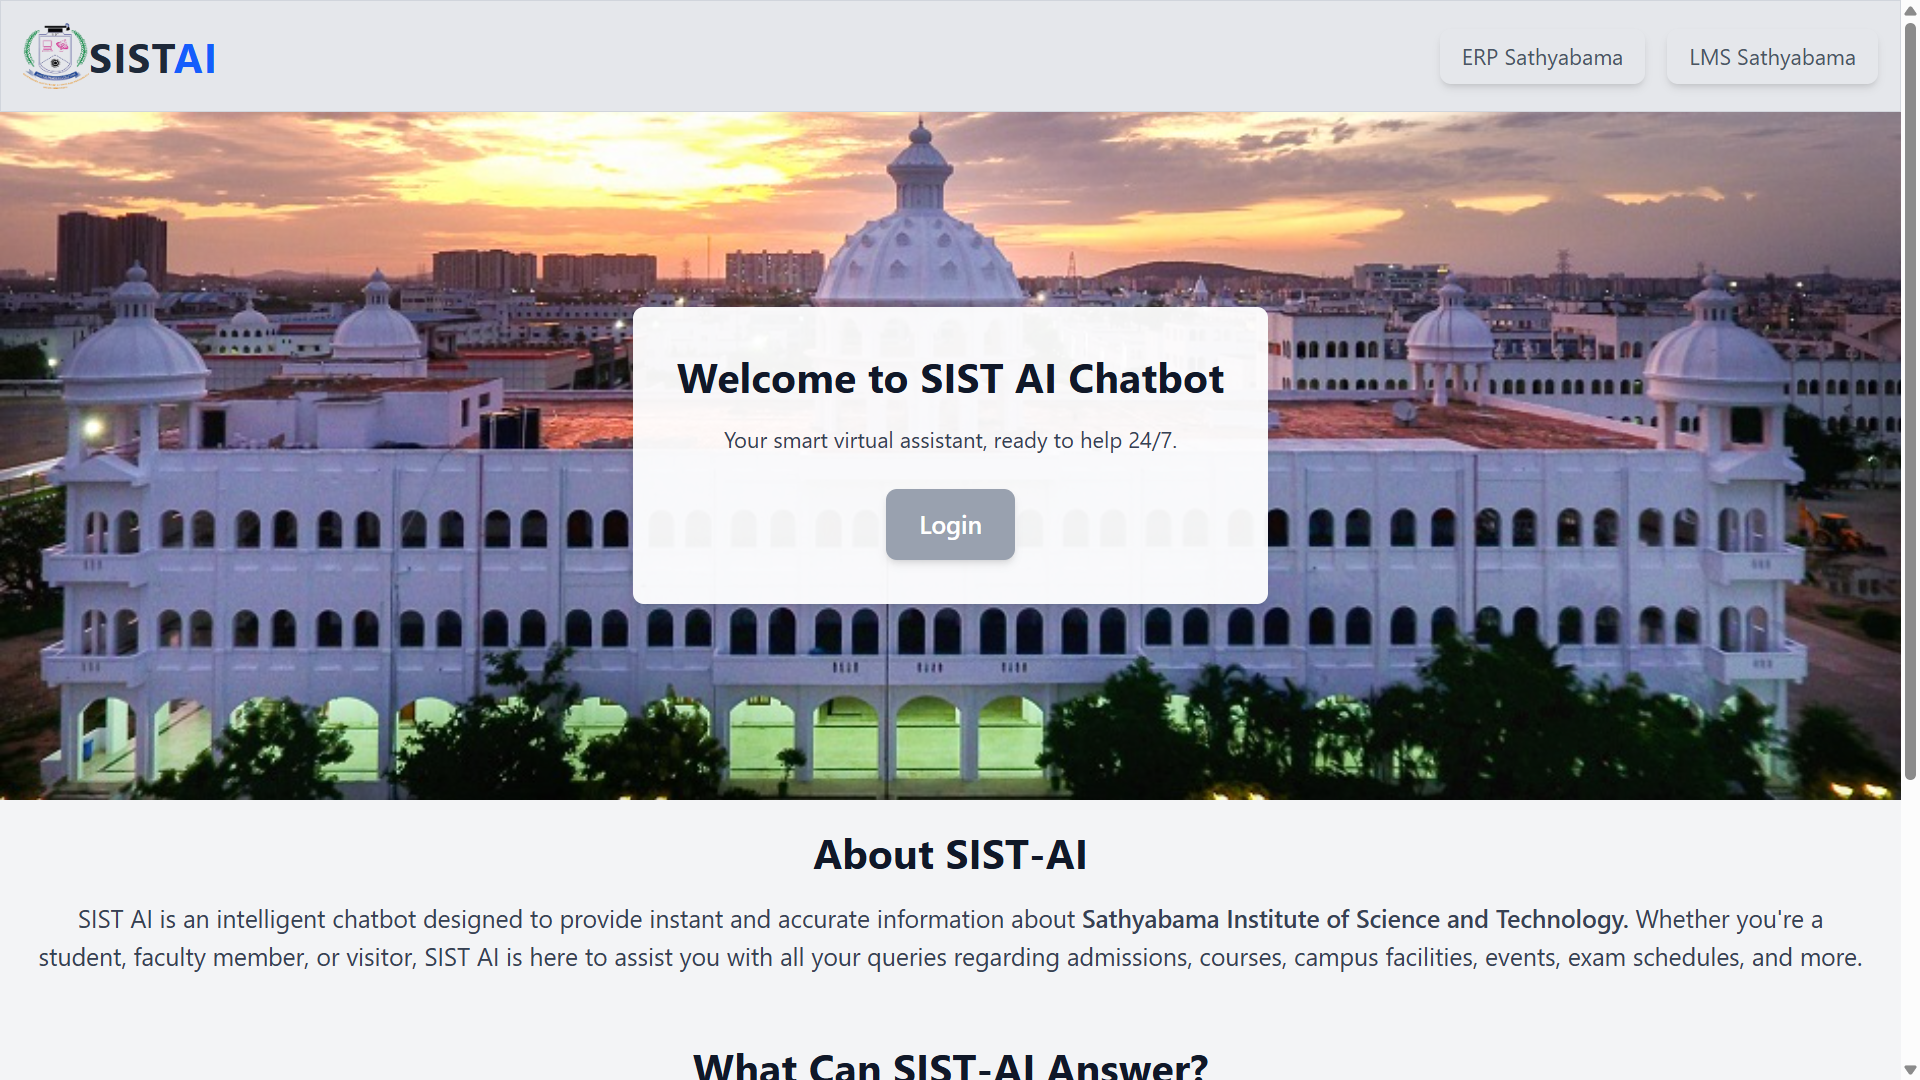 SISTAI
ERP Sathyabama
LMS Sathyabama
Welcome to SIST AI Chatbot
Your smart virtual assistant, ready to help 24/7.
Login
About SIST-AI
SIST AI is an intelligent chatbot designed to provide instant and accurate information about Sathyabama Institute of Science and Technology. Whether you're a
student, faculty member, or visitor, SIST AI is here to assist you with all your queries regarding admissions, courses, campus facilities, events, exam schedules, and more.
What Can SIST-AI Answer?